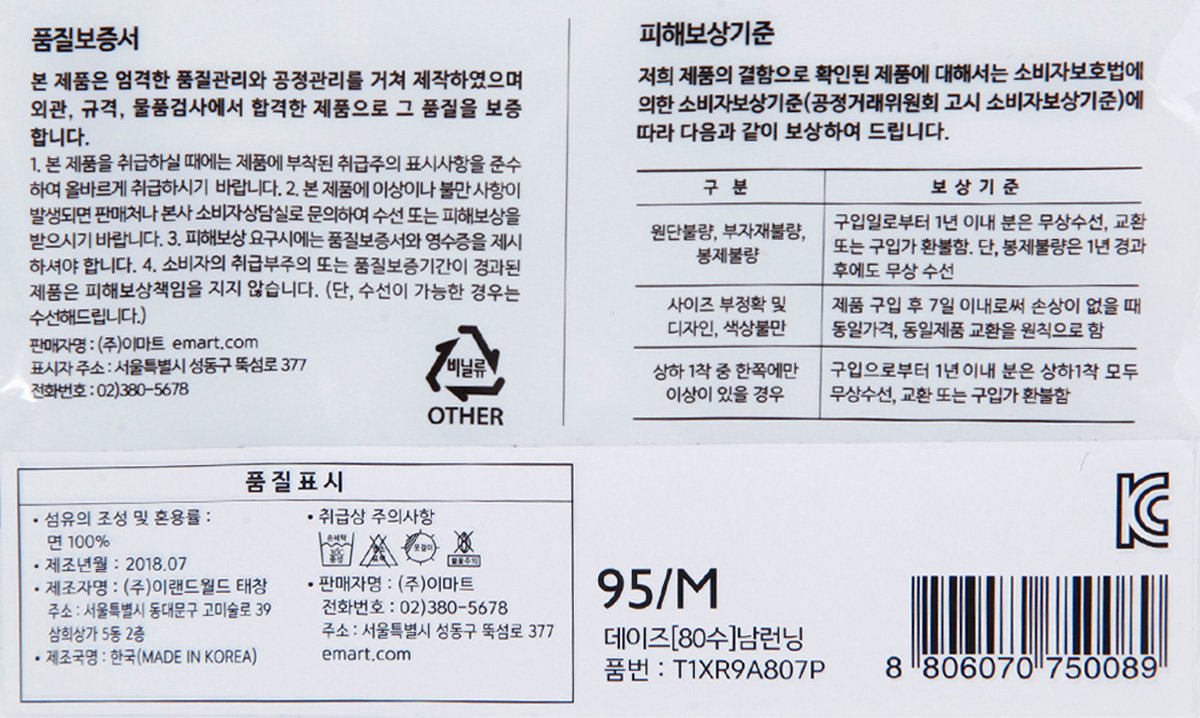 품질보증서
본 제품은 엄격한 품질관리와 공정관리를 거쳐 제작하였으며
외관, 규격, 물품검사에서 합격한 제품으로 그 품질을 보증
합니다.
1. 본 제품을 취급하실 때에는 제품에 부착된 취급주의 표시사항을 준수
하여 올바르게 취급하시기 바랍니다. 2. 본 제품에 이상이나 불만 사항이
발생되면 판매처나 본사 소비자상담실로 문의하여 수선 또는 피해보상을
받으시기 바랍니다. 3. 피해보상 요구시에는 품질보증서와 영수증을 제시
하셔야 합니다. 4. 소비자의 취급부주의 또는 품질보증기간이 경과된
제품은 피해보상책임을 지지 않습니다. (단, 수선이 가능한 경우는
수선해드립니다.)
판매자명 : (주)이마트 emart.com
표시자 주소 : 서울특별시 성동구 뚝섬로 377
전화번호 : 02)380-5678
비닐류
OTHER
피해보상기준
저희 제품의 결함으로 확인된 제품에 대해서는 소비자보호법에
의한 소비자보상기준(공정거래위원회 고시 소비자보상기준)에
따라 다음과 같이 보상하여 드립니다.
구 분 보 상 기 준
원단불량, 부자재불량,
봉제불량
구입일로부터 1년 이내 분은 무상수선, 교환
또는 구입가 환불함. 단, 봉제불량은 1년 경과
후에도 무상 수선
사이즈 부정확 및
디자인, 색상불만
제품 구입 후 7일 이내로써 손상이 없을 때
동일가격, 동일제품 교환을 원칙으로 함
상하 1착 중 한쪽에만
이상이 있을 경우
구입으로부터 1년 이내 분은 상하1착 모두
무상수선, 교환 또는 구입가 환불함
품 질 표 시
• 섬유의 조성 및 혼용률 :
면 100%
• 제조년월 : 2018.07
• 제조자명 : (주)이랜드월드 태창
주소 : 서울특별시 동대문구 고미술로 39
삼희상가 5동 2층
• 제조국명 : 한국(MADE IN KOREA)
• 취급상 주의사항
손세탁
30℃
중성
염소
표백
옷걸이
불꽃주의
• 판매자명 : (주)이마트
전화번호 : 02)380-5678
주소 : 서울특별시 성동구 뚝섬로 377
emart.com
KC
95/M
데이즈[80수]남런닝
품번 : T1XR9A807P
8 806070 750089